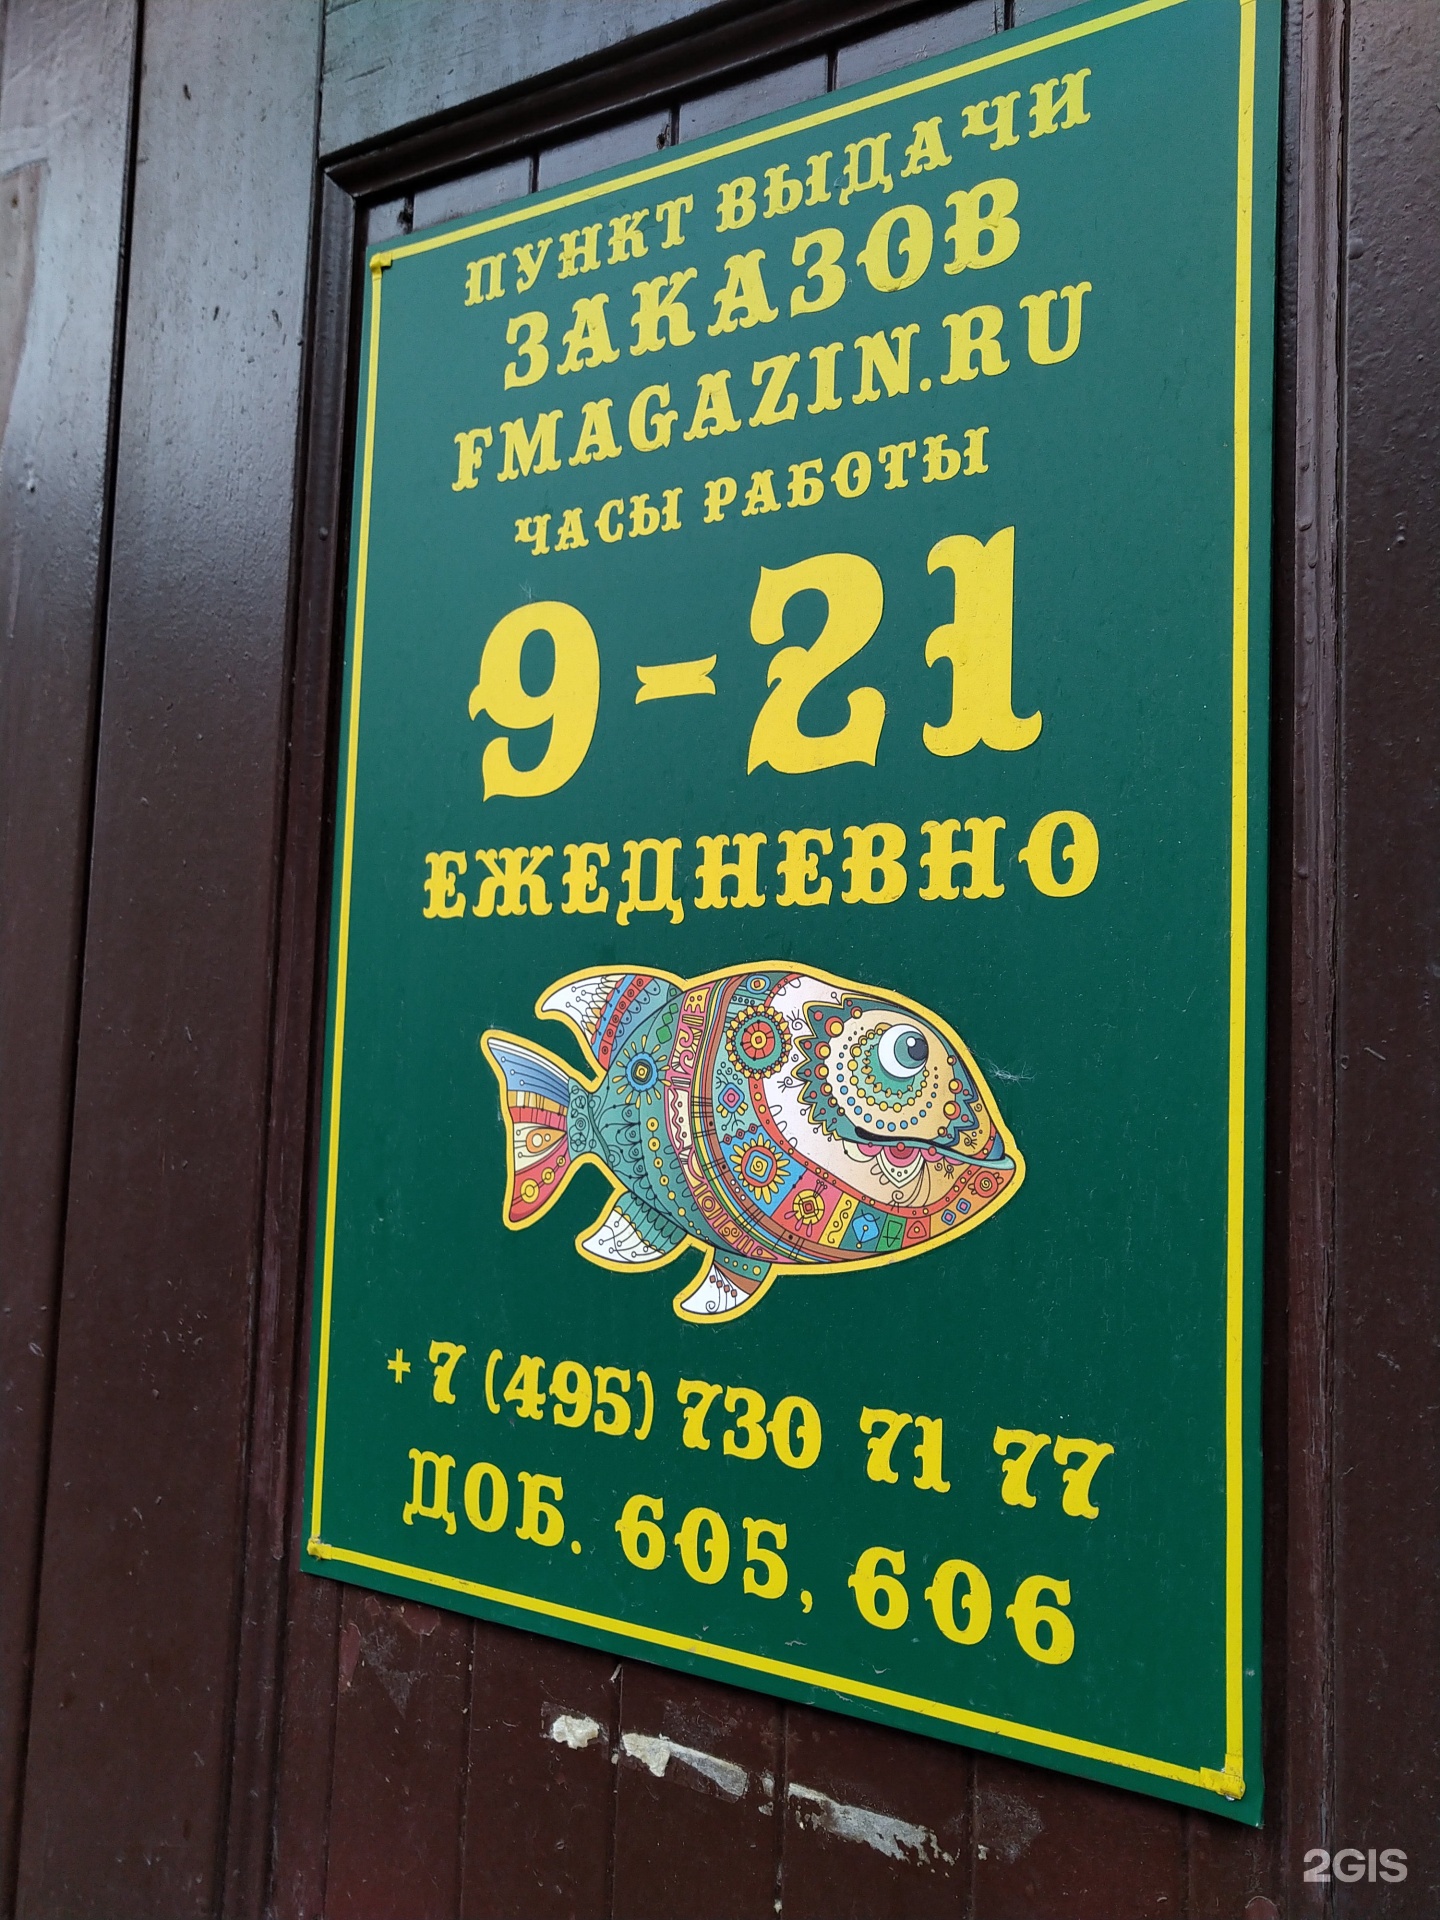 ПУНКТ ВЫДАЧИ
ЗАКАЗОВ
FMAGAZIN.RU
ЧАСЫ РАБОТЫ
9-21
ЕЖЕДНЕВНО
+7 (495) 730 71 77
ДОБ. 605, 606
2GIS